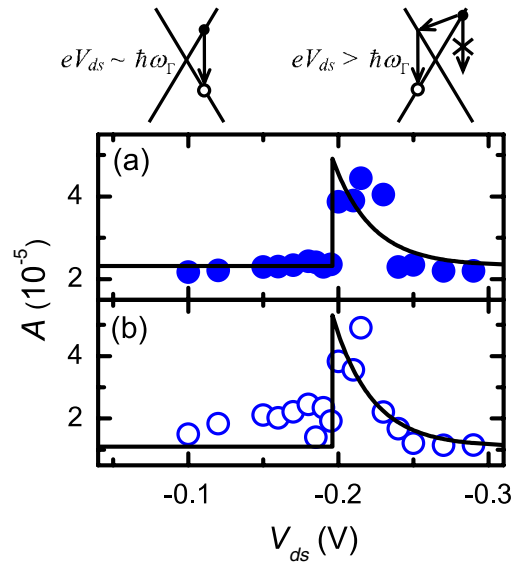 eV_ds ~ ħω_Γ eV_ds > ħω_Γ
(a)
4
2
A (10^-5)
(b)
4
2
-0.1 -0.2 -0.3
V_ds (V)